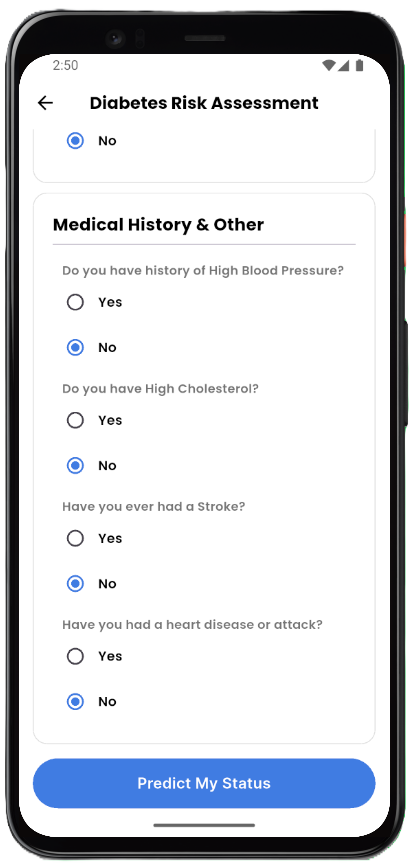 2:50
Diabetes Risk Assessment
No
Medical History & Other
Do you have history of High Blood Pressure?
Yes
No
Do you have High Cholesterol?
Yes
No
Have you ever had a Stroke?
Yes
No
Have you had a heart disease or attack?
Yes
No
Predict My Status